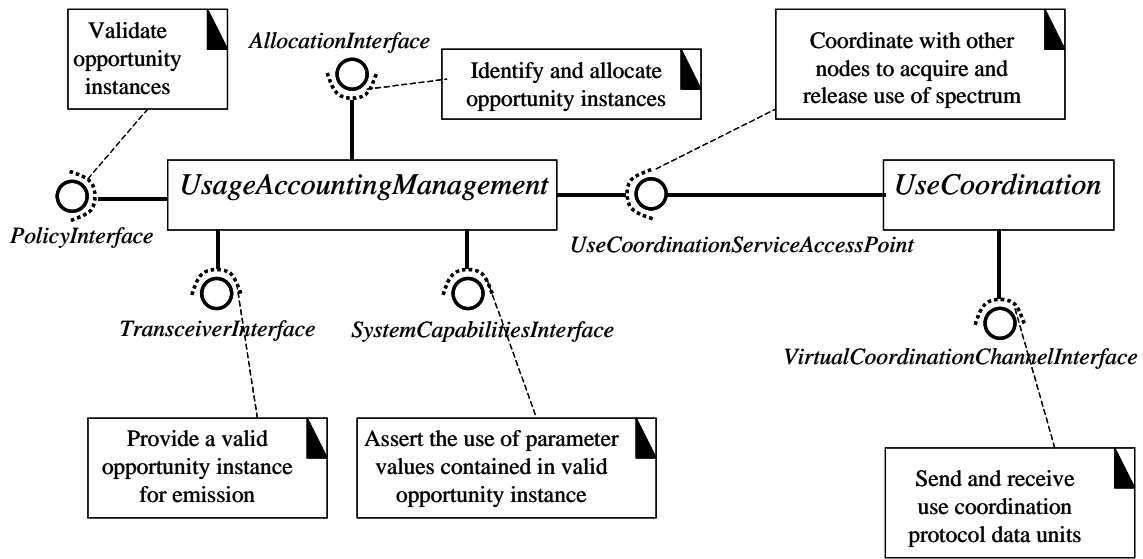 Validate
opportunity
instances
AllocationInterface
Identify and allocate
opportunity instances
Coordinate with other
nodes to acquire and
release use of spectrum
UsageAccountingManagement
UseCoordination
PolicyInterface
UseCoordinationServiceAccessPoint
TransceiverInterface
SystemCapabilitiesInterface
VirtualCoordinationChannelInterface
Provide a valid
opportunity instance
for emission
Assert the use of parameter
values contained in valid
opportunity instance
Send and receive
use coordination
protocol data units